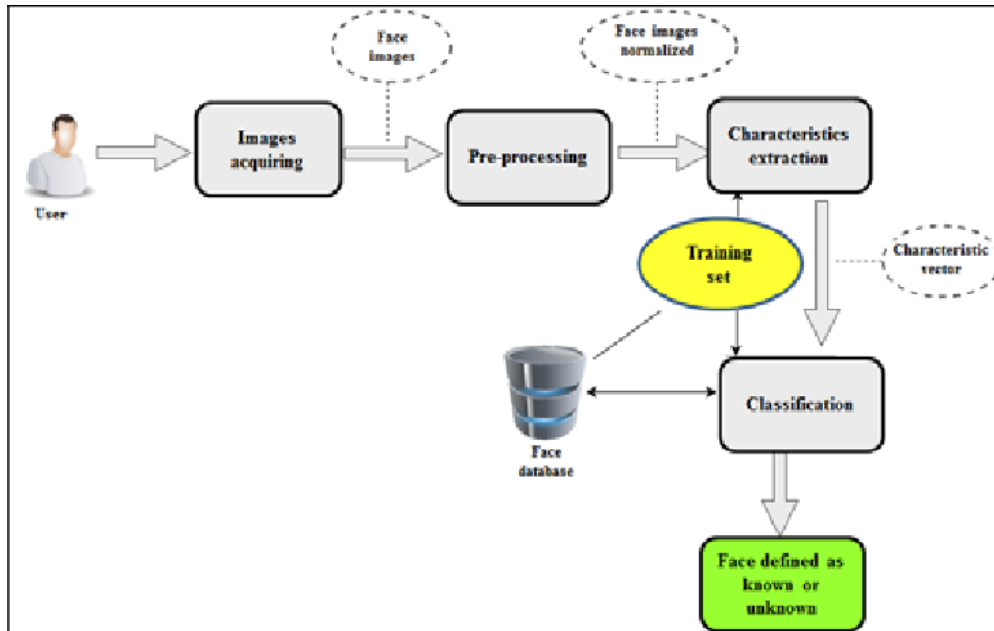 Face
images
Face images
normalized
Images
acquiring
Pre-processing
Characteristics
extraction
User
Training
set
Characteristic
vector
Classification
Face
database
Face defined as
known or
unknown